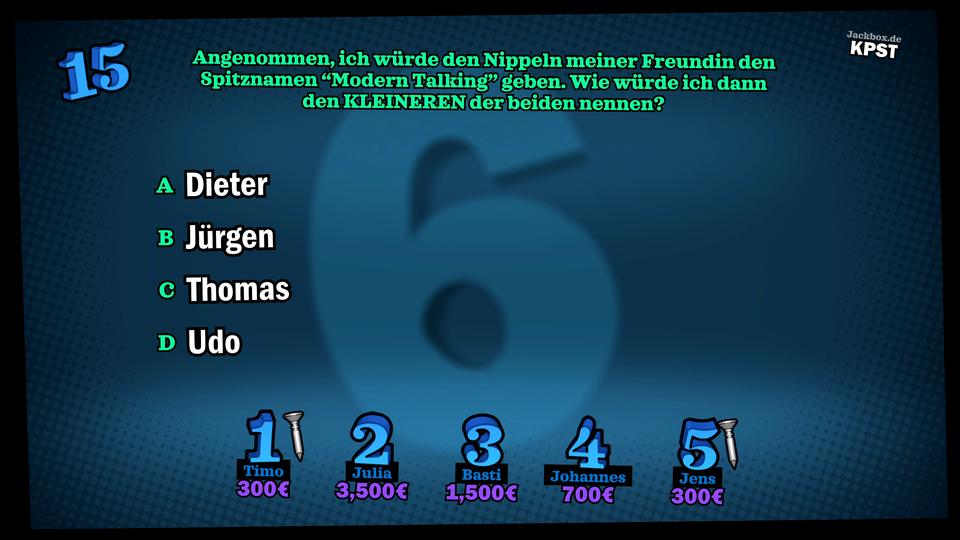 15
Angenommen, ich würde den Nippeln meiner Freundin den
Spitznamen “Modern Talking” geben. Wie würde ich dann
den KLEINEREN der beiden nennen?
Jackbox.de
KPST
6
A Dieter
B Jürgen
C Thomas
D Udo
1 2 3 4 5
Timo Julia Basti Johannes Jens
300€ 3,500€ 1,500€ 700€ 300€